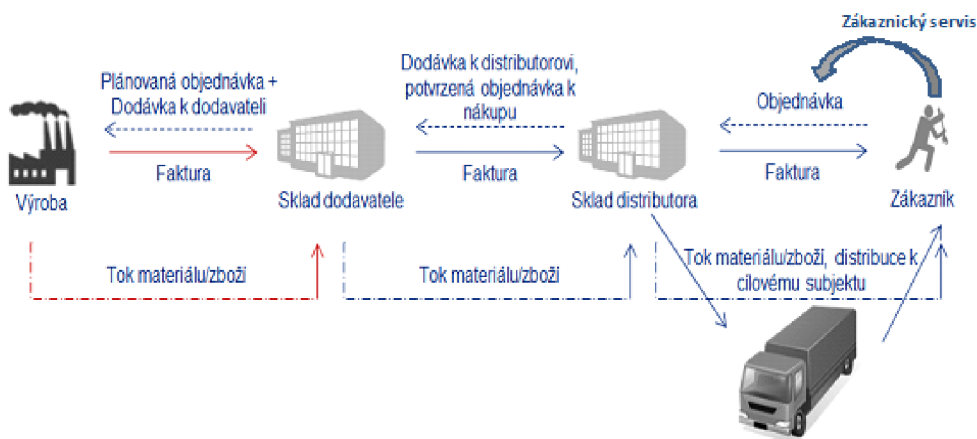 Zákaznický servis
Plánovaná objednávka +
Dodávka k dodavateli
Dodávka k distributorovi,
potvrzená objednávka k
nákupu
Objednávka
Faktura
Faktura
Faktura
Výroba
Sklad dodavatele
Sklad distributora
Zákazník
Tok materiálu/zboží
Tok materiálu/zboží
Tok materiálu/zboží, distribuce k
cílovému subjektu